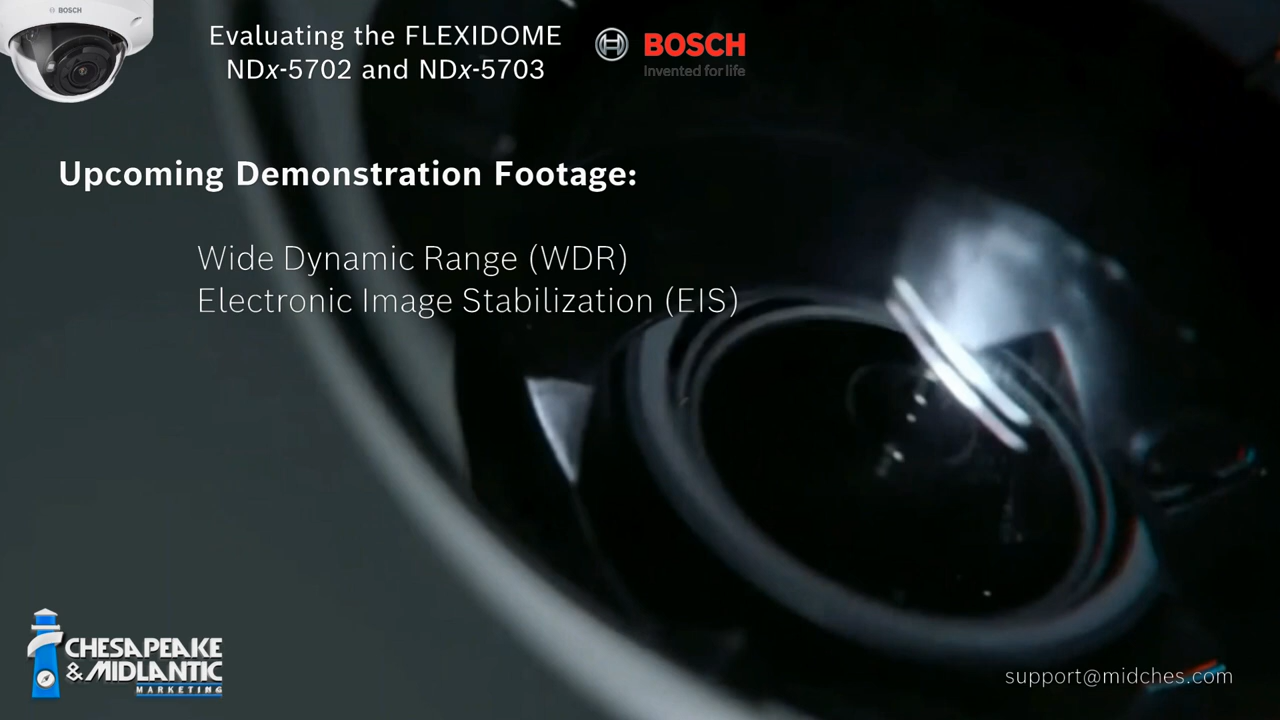 BOSCH
Evaluating the FLEXIDOME
NDx-5702 and NDx-5703
BOSCH
Invented for life
Upcoming Demonstration Footage:
Wide Dynamic Range (WDR)
Electronic Image Stabilization (EIS)
CHESAPEAKE
& MIDLANTIC
MARKETING
support@midches.com